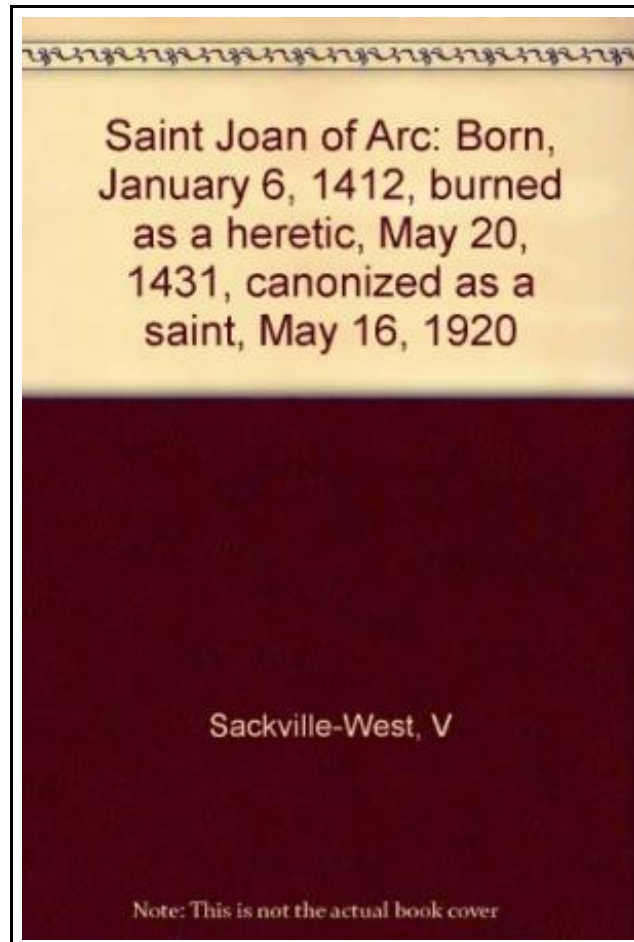 Saint Joan of Arc: Born,
January 6, 1412, burned
as a heretic, May 20,
1431, canonized as a
saint, May 16, 1920
Sackville-West, V
Note: This is not the actual book cover